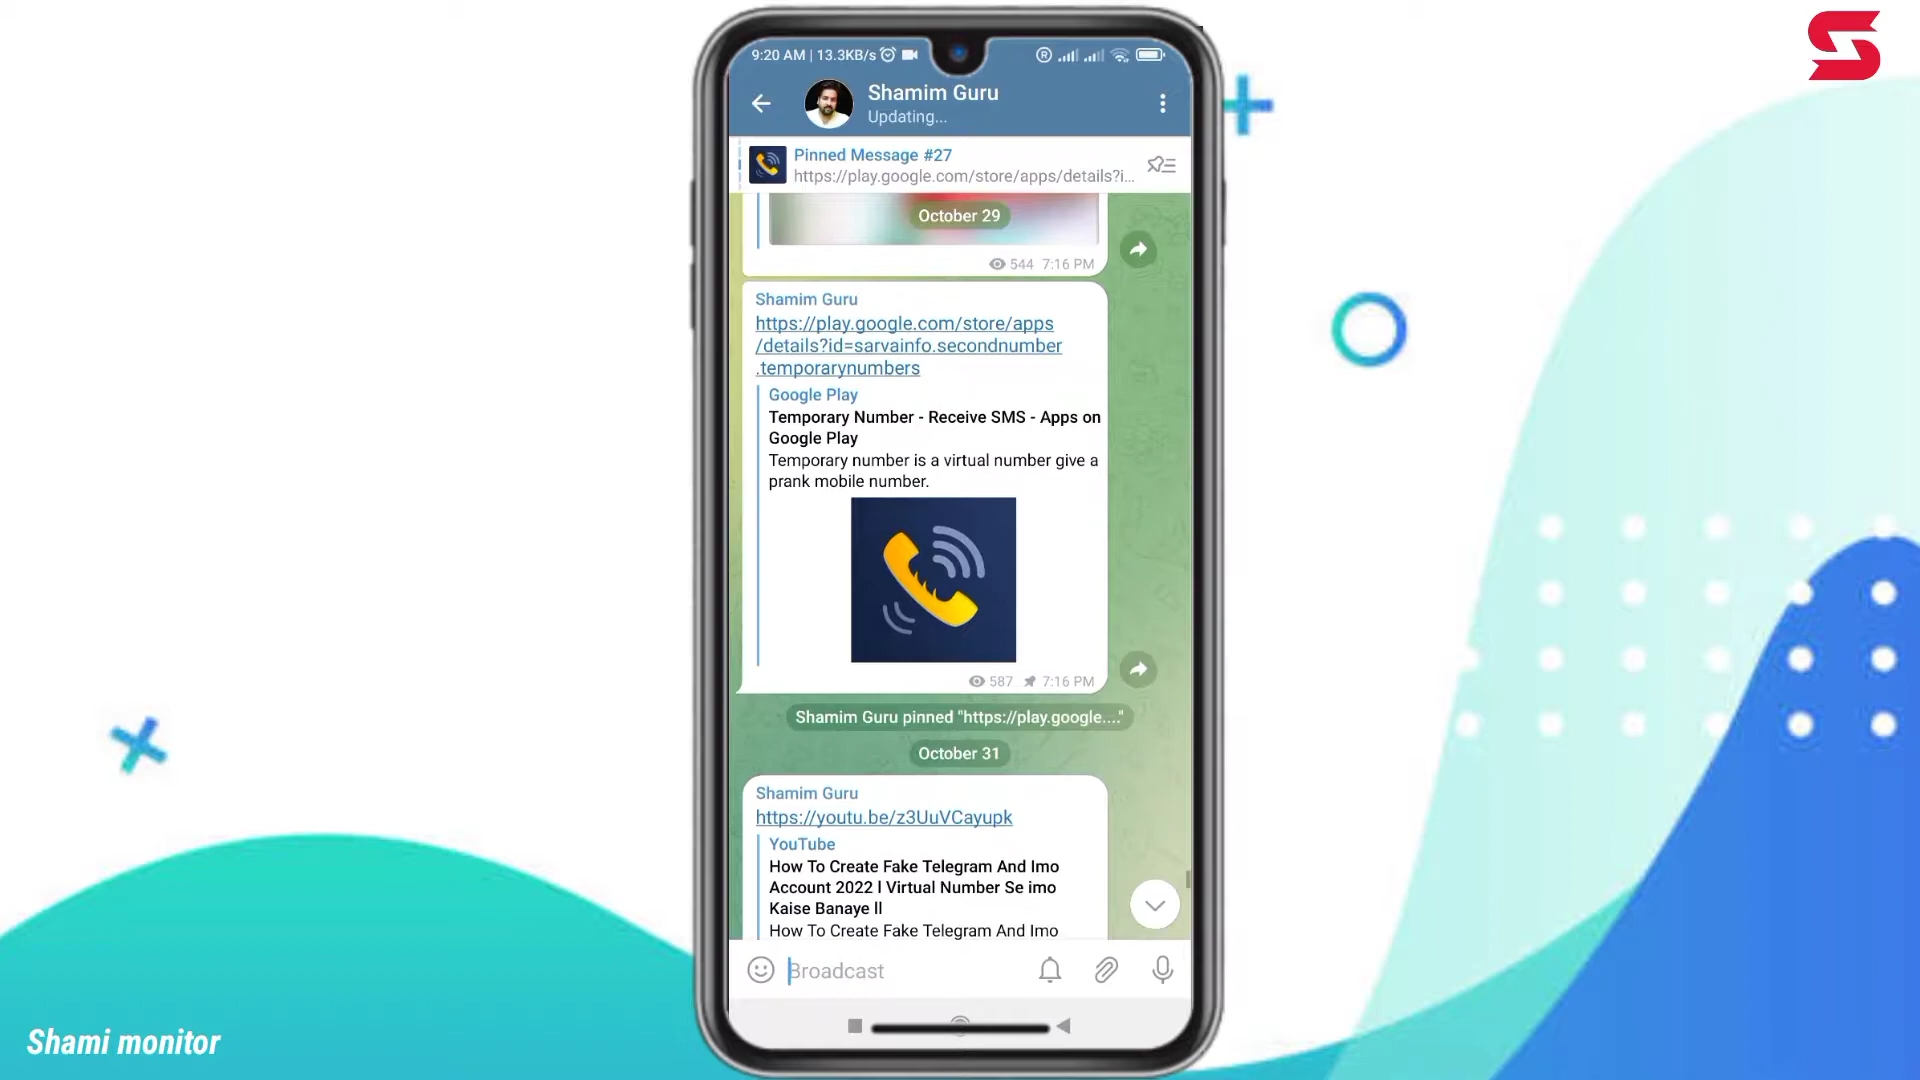 9:20 AM | 13.3KB/s
Shamim Guru
Updating...
Pinned Message #27
https://play.google.com/store/apps/details?i...
October 29
544 7:16 PM
Shamim Guru
https://play.google.com/store/apps
/details?id=sarvainfo.secondnumber
.temporarynumbers
Google Play
Temporary Number - Receive SMS - Apps on
Google Play
Temporary number is a virtual number give a
prank mobile number.
587 7:16 PM
Shamim Guru pinned "https://play.google...."
October 31
Shamim Guru
https://youtu.be/z3UuVCayupk
YouTube
How To Create Fake Telegram And Imo
Account 2022 l Virtual Number Se imo
Kaise Banaye ll
How To Create Fake Telegram And Imo
Broadcast
Shami monitor